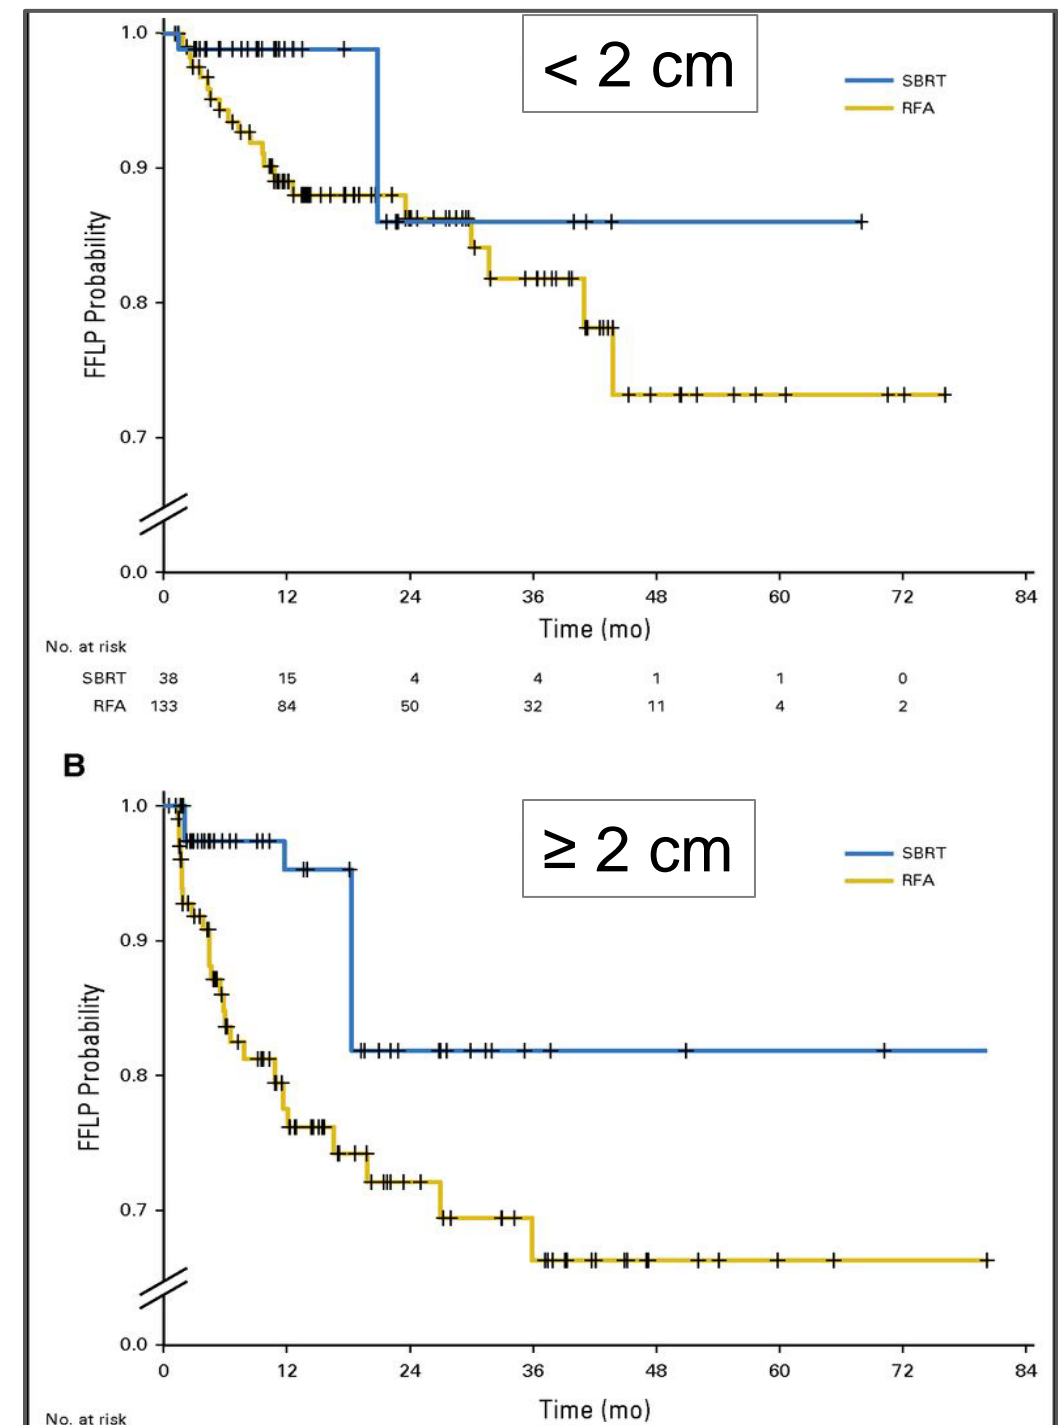 1.0
< 2 cm
SBRT
RFA
0.9
0.8
0.7
0.0
FFLP Probability
0 12 24 36 48 60 72 84
Time (mo)
No. at risk
SBRT 38 15 4 4 1 1 0
RFA 133 84 50 32 11 4 2
B
1.0
≥ 2 cm
SBRT
RFA
0.9
0.8
0.7
0.0
FFLP Probability
0 12 24 36 48 60 72 84
Time (mo)
No. at risk